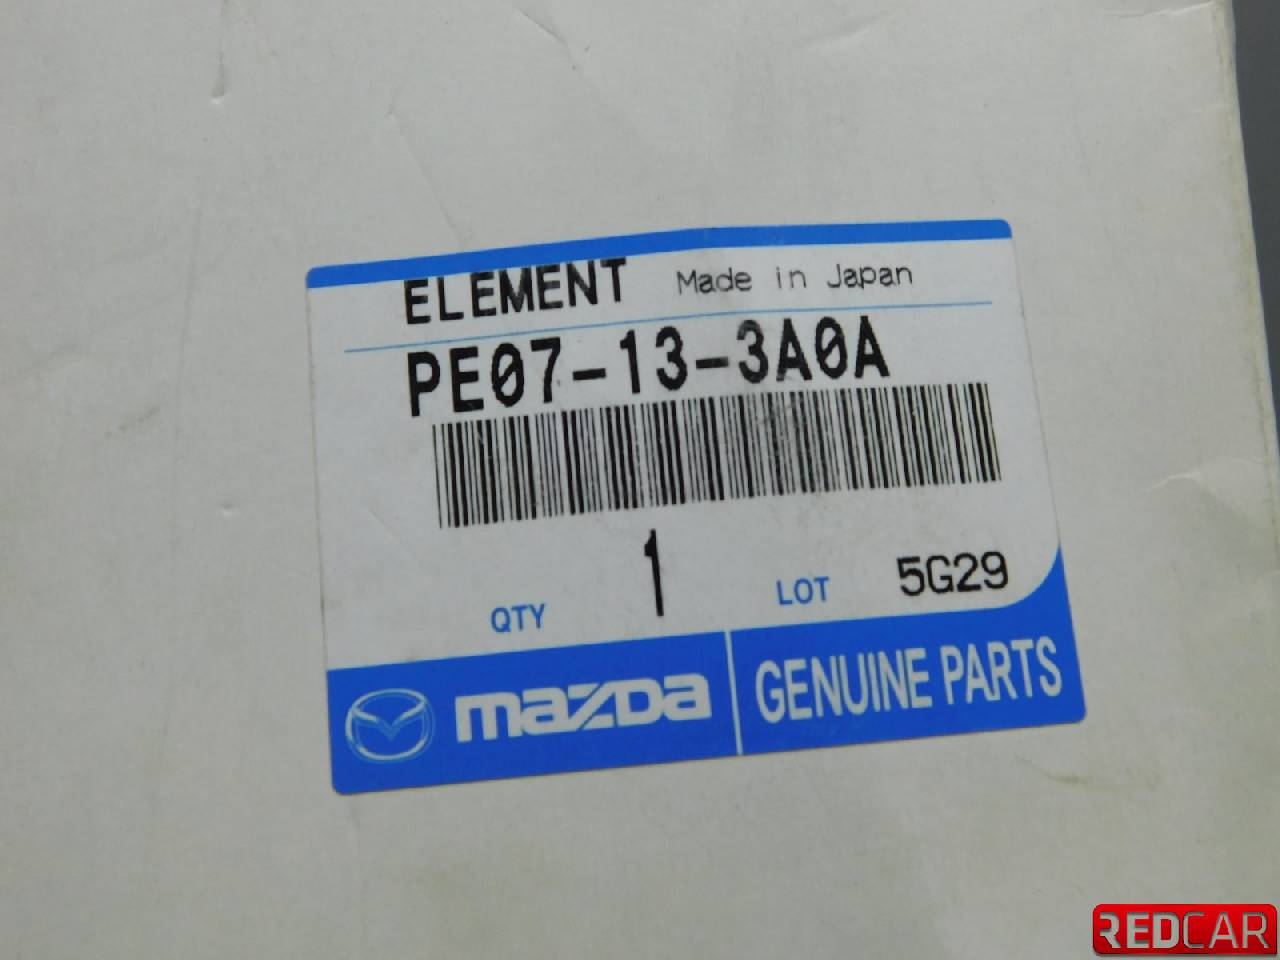 ELEMENT Made in Japan
PE07-13-3A0A
QTY 1 LOT 5G29
mazda GENUINE PARTS
REDCAR